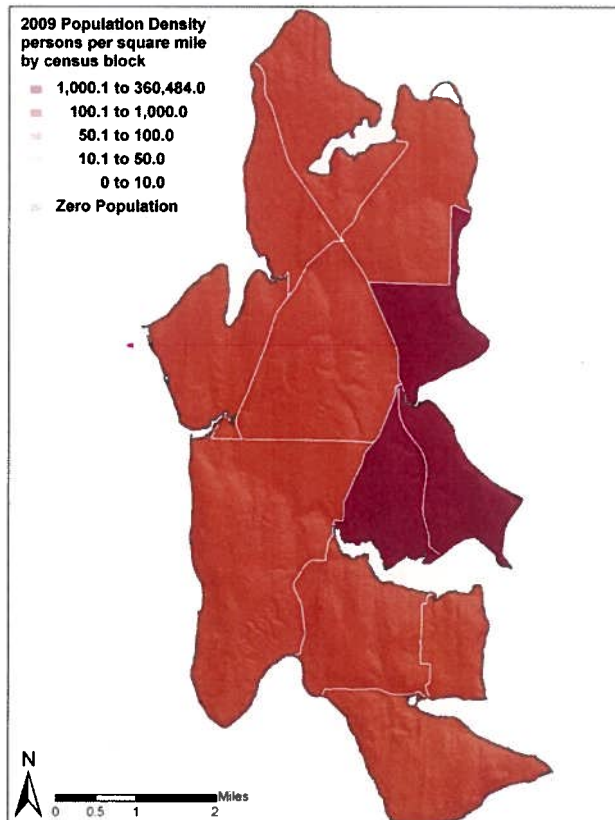 2009 Population Density
persons per square mile
by census block
1,000.1 to 360,484.0
100.1 to 1,000.0
50.1 to 100.0
10.1 to 50.0
0 to 10.0
Zero Population
N
Miles
0 0.5 1 2